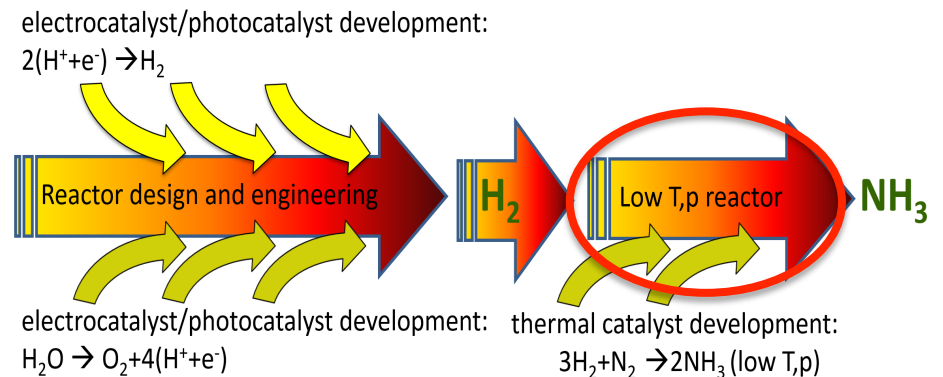 electrocatalyst/photocatalyst development:
2(H⁺+e⁻) →H₂
Reactor design and engineering
H₂
Low T,p reactor
NH₃
electrocatalyst/photocatalyst development:
H₂O → O₂+4(H⁺+e⁻)
thermal catalyst development:
3H₂+N₂ →2NH₃ (low T,p)